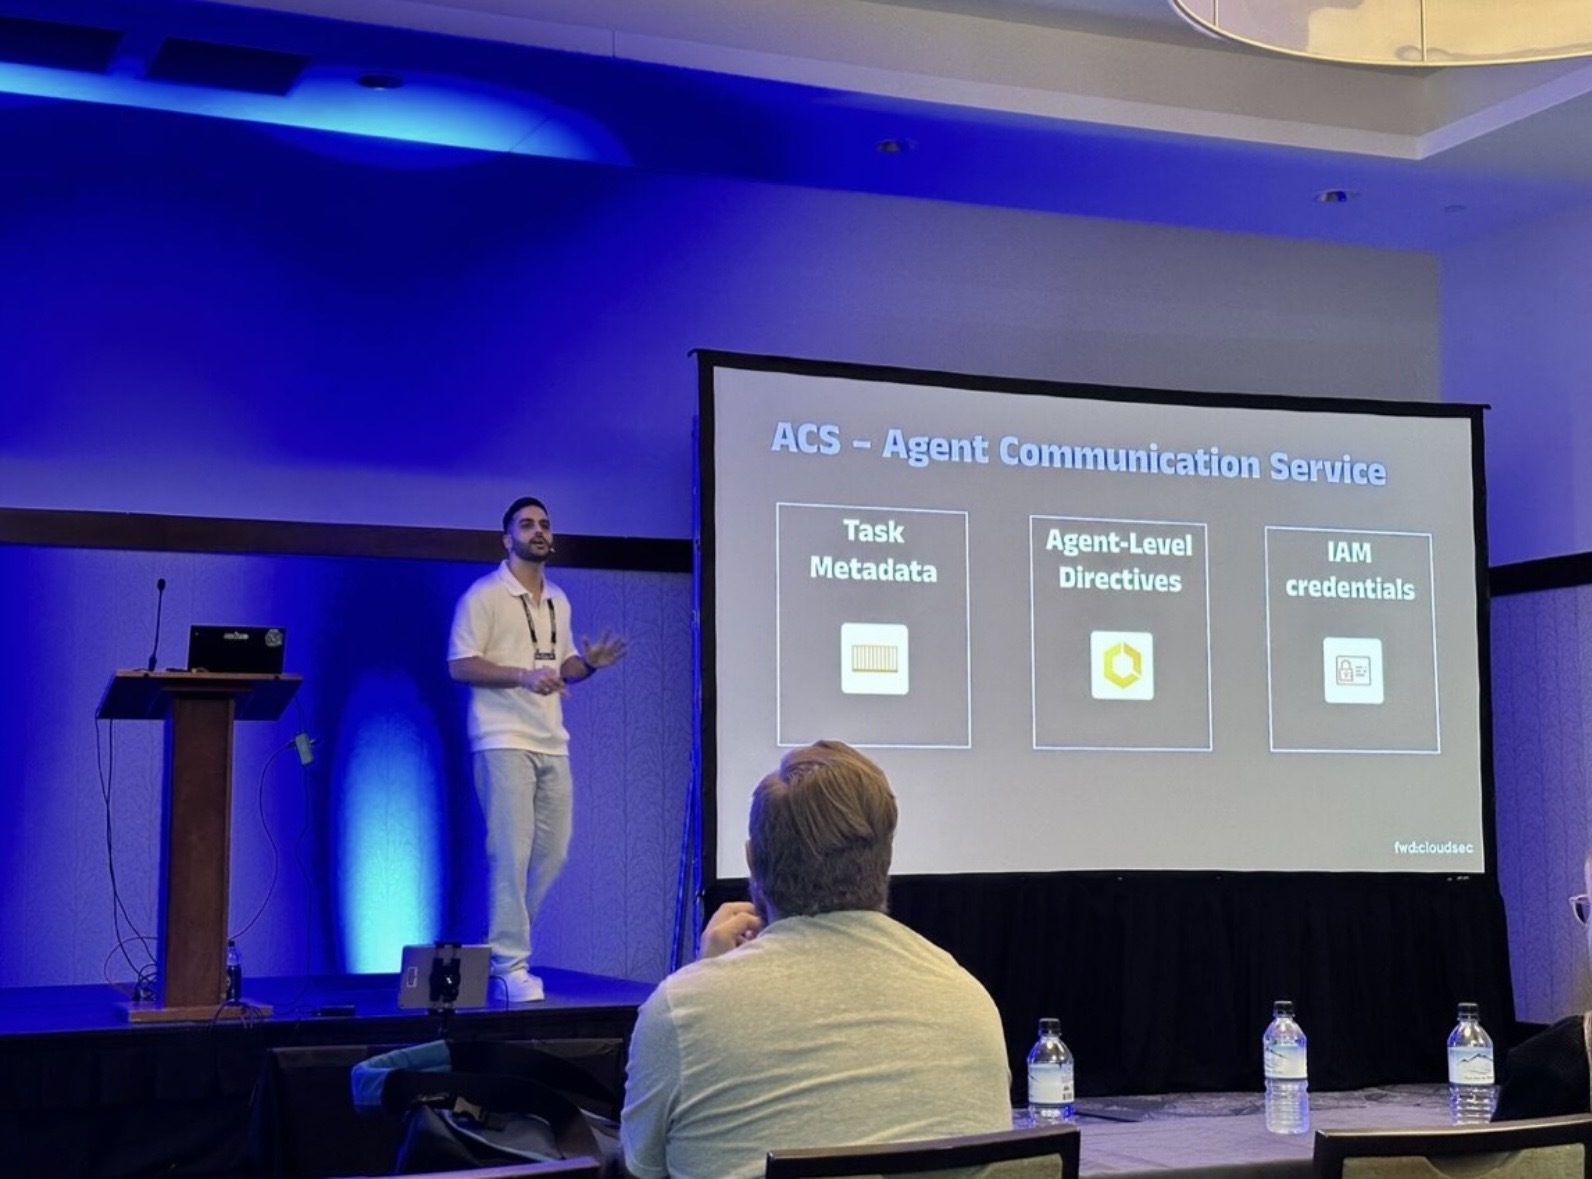 ACS – Agent Communication Service
Task
Metadata
Agent-Level
Directives
IAM
credentials
fwd:cloudsec